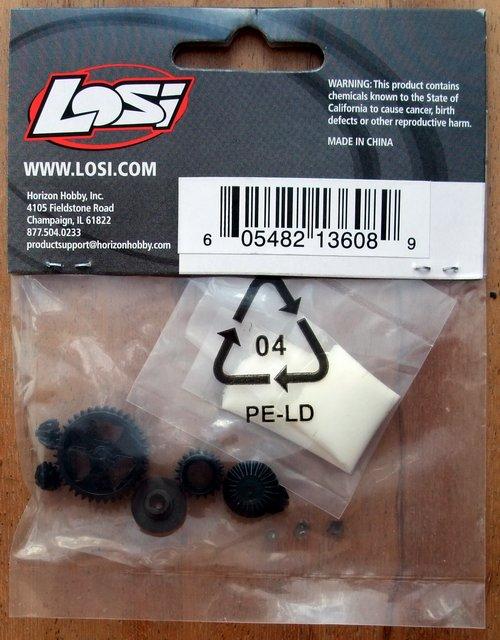 LOSI
WARNING: This product contains
chemicals known to the State of
California to cause cancer, birth
defects or other reproductive harm.
MADE IN CHINA
WWW.LOSI.COM
Horizon Hobby, Inc.
4105 Fieldstone Road
Champaign, IL 61822
877.504.0233
productsupport@horizonhobby.com
6 05482 13608 9
04
PE-LD